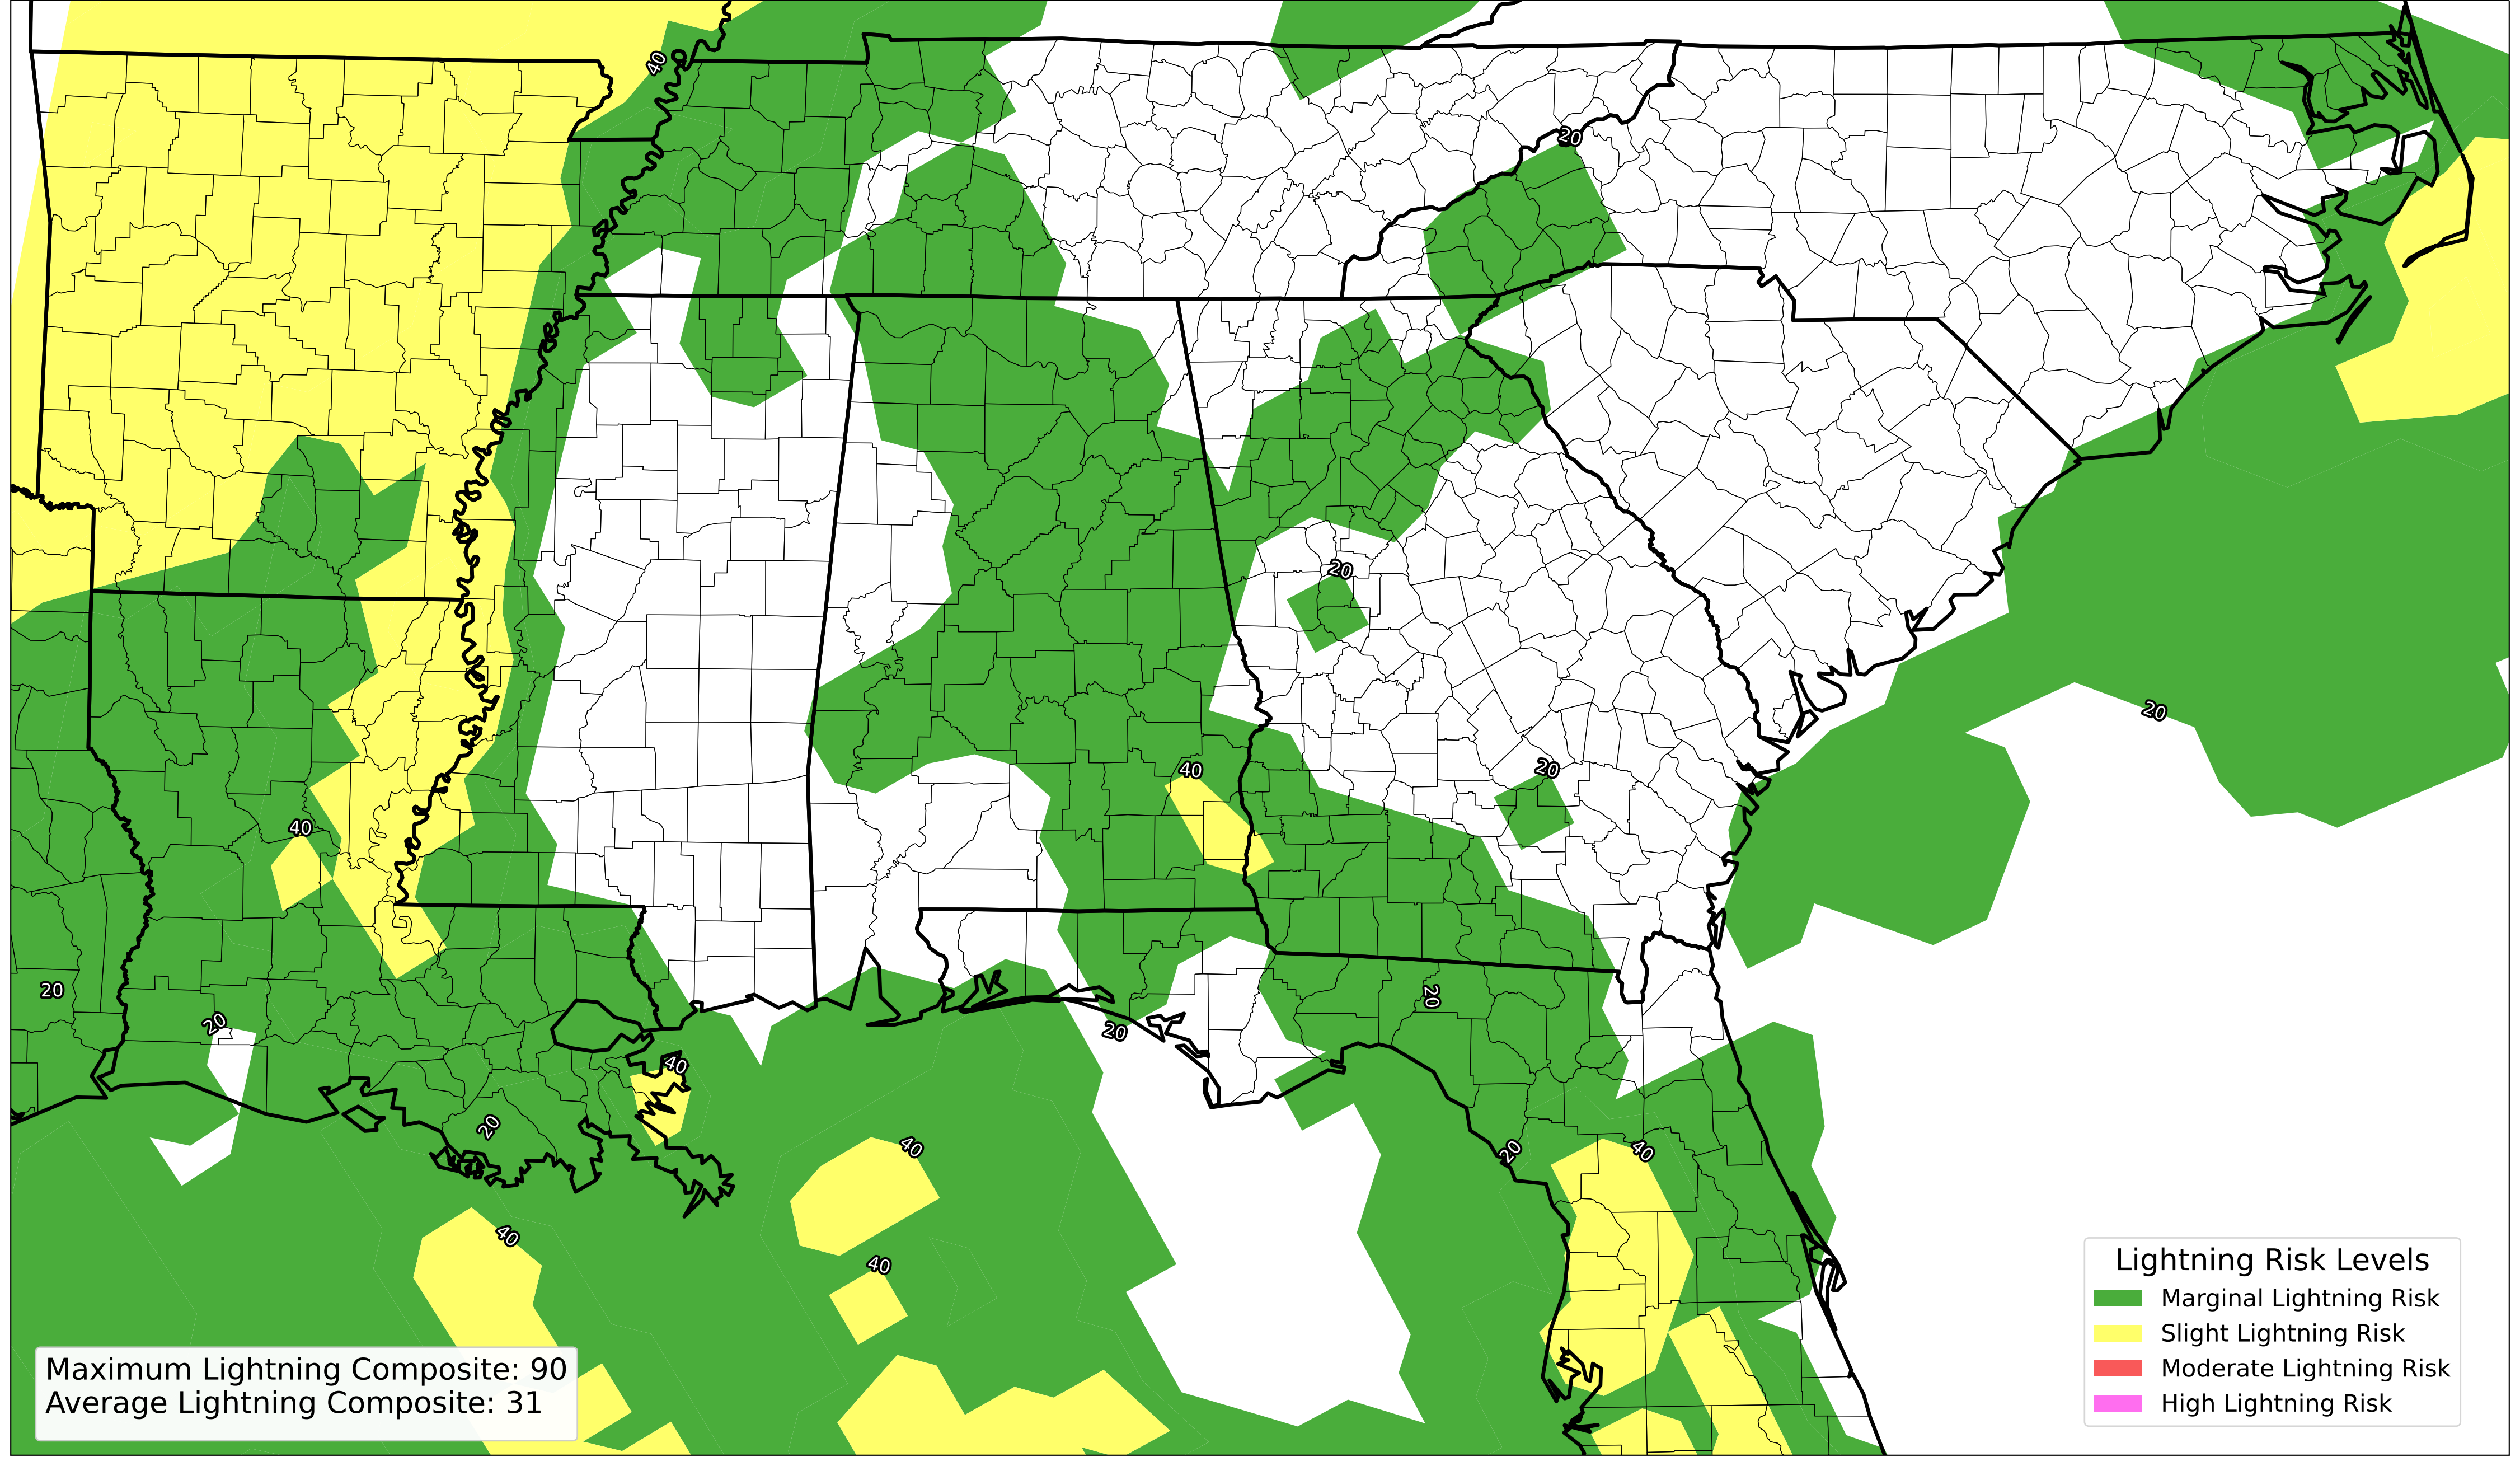 40
20
20
40
20
20
40
40
20
20
20
20
40
20
20
40
40
40
40
Lightning Risk Levels
Marginal Lightning Risk
Slight Lightning Risk
Moderate Lightning Risk
High Lightning Risk
Maximum Lightning Composite: 90
Average Lightning Composite: 31